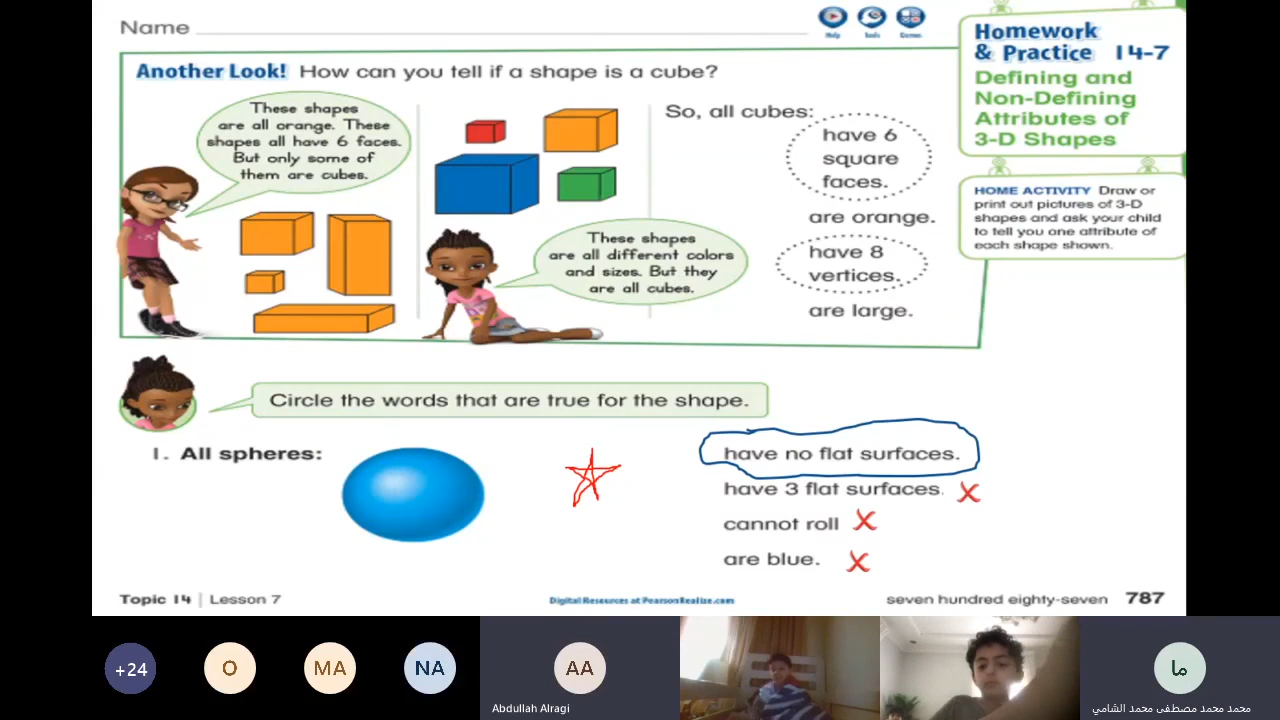 Name
Help Tools Games
Homework
& Practice 14-7
Defining and
Non-Defining
Attributes of
3-D Shapes
HOME ACTIVITY Draw or
print out pictures of 3-D
shapes and ask your child
to tell you one attribute of
each shape shown.
Another Look! How can you tell if a shape is a cube?
These shapes
are all orange. These
shapes all have 6 faces.
But only some of
them are cubes.
These shapes
are all different colors
and sizes. But they
are all cubes.
So, all cubes:
have 6
square
faces.
are orange.
have 8
vertices.
are large.
Circle the words that are true for the shape.
1. All spheres:
have no flat surfaces.
have 3 flat surfaces.
cannot roll
are blue.
Topic 14 | Lesson 7
Digital Resources at PearsonRealize.com
seven hundred eighty-seven 787
+24
O
MA
NA
AA
Abdullah Alragi
ما
محمد محمد مصطفى محمد الشامي